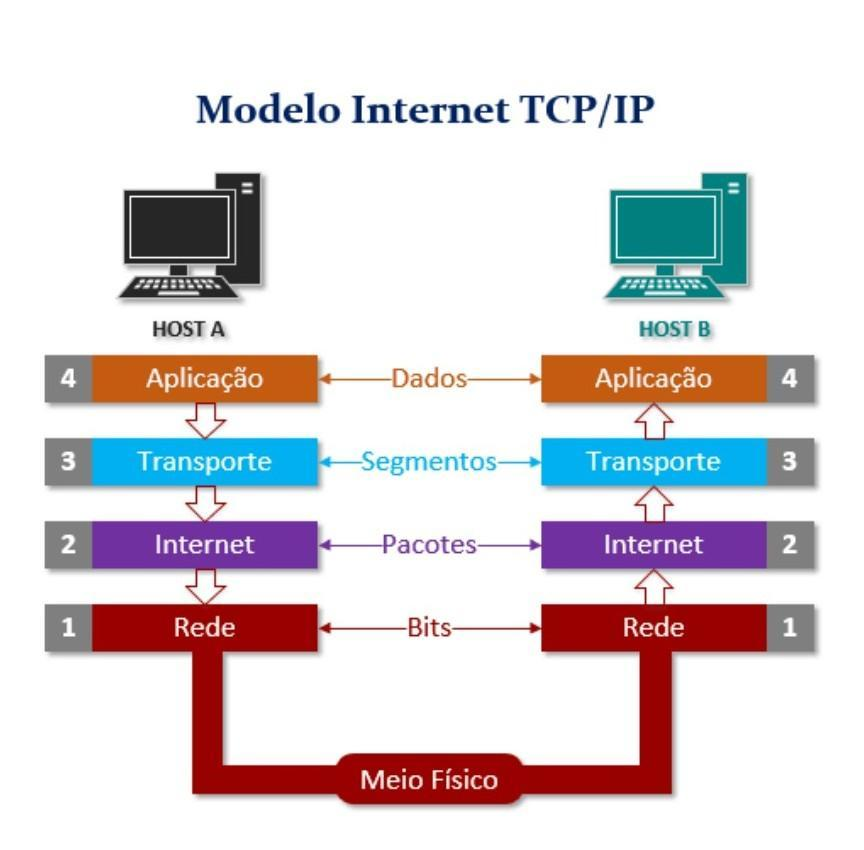 Modelo Internet TCP/IP
HOST A
HOST B
4 Aplicação Dados Aplicação 4
3 Transporte Segmentos Transporte 3
2 Internet Pacotes Internet 2
1 Rede Bits Rede 1
Meio Físico